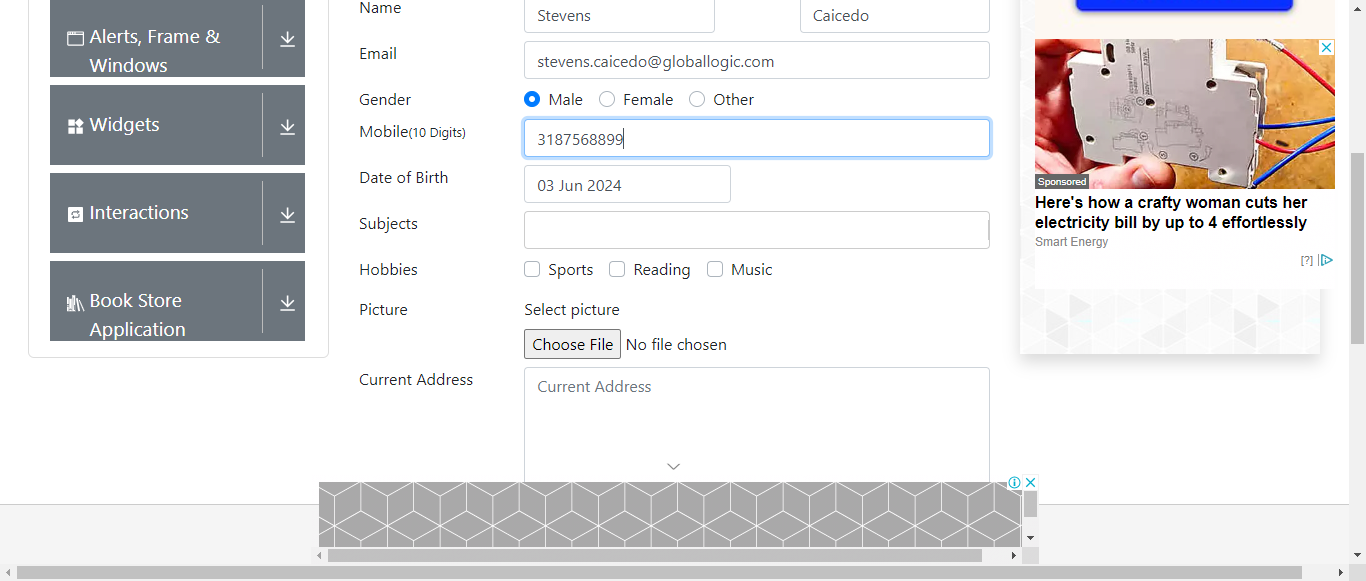 Alerts, Frame &
Windows
Widgets
Interactions
Book Store
Application
Name
Stevens
Caicedo
Email
stevens.caicedo@globallogic.com
Gender
Male
Female
Other
Mobile(10 Digits)
3187568899
Date of Birth
03 Jun 2024
Subjects
Hobbies
Sports
Reading
Music
Picture
Select picture
Choose File
No file chosen
Current Address
Current Address
Sponsored
Here's how a crafty woman cuts her
electricity bill by up to 4 effortlessly
Smart Energy
[?]